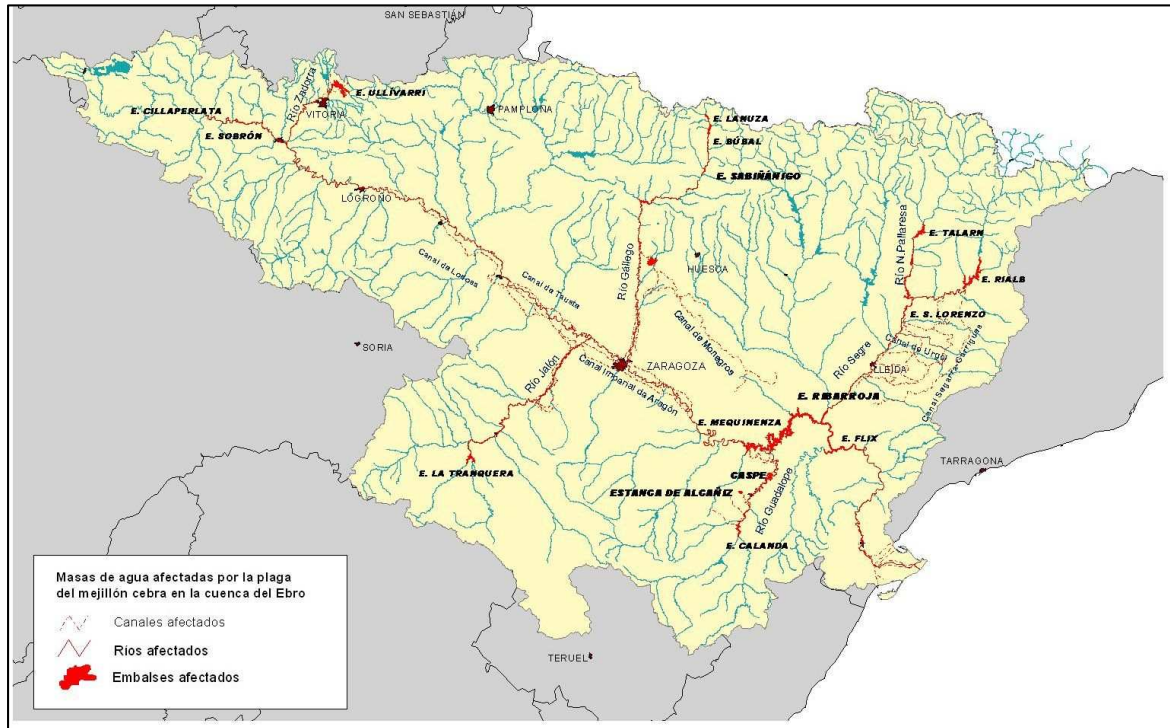 SAN SEBASTIÁN
E. ULLÍVARRI
Río Zadorra
VITORIA
PAMPLONA
E. CILLAPERLATA
E. SOBRÓN
E. LANUZA
E. BÚBAL
E. SABIÑÁNIGO
LOGROÑO
Río N.Pallaresa
E. TALARN
E. RIALB
HUESCA
Río Gállego
Canal de Lodosa
Canal de Tauste
Canal de Monegros
E. S. LORENZO
Canal de Urgel
SORIA
Río Jalón
ZARAGOZA
Canal Imperial de Aragón
Río Segre
LLEIDA
Canal Segarra-Garrigues
E. RIBARROJA
E. MEQUINENZA
E. FLIX
E. LA TRANQUERA
CASPE
TARRAGONA
ESTANCA DE ALCAÑIZ
Río Guadalope
E. CALANDA
Masas de agua afectadas por la plaga
del mejillón cebra en la cuenca del Ebro
Canales afectados
Ríos afectados
Embalses afectados
TERUEL